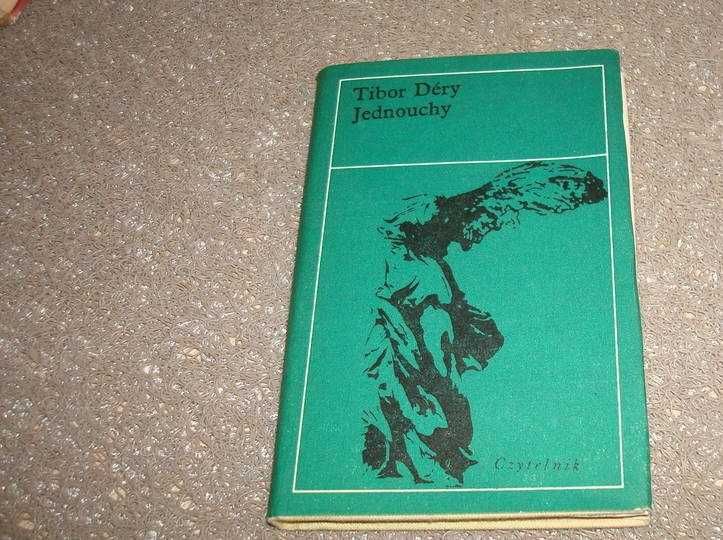 Tibor Déry
Jednouchy
Czytelnik